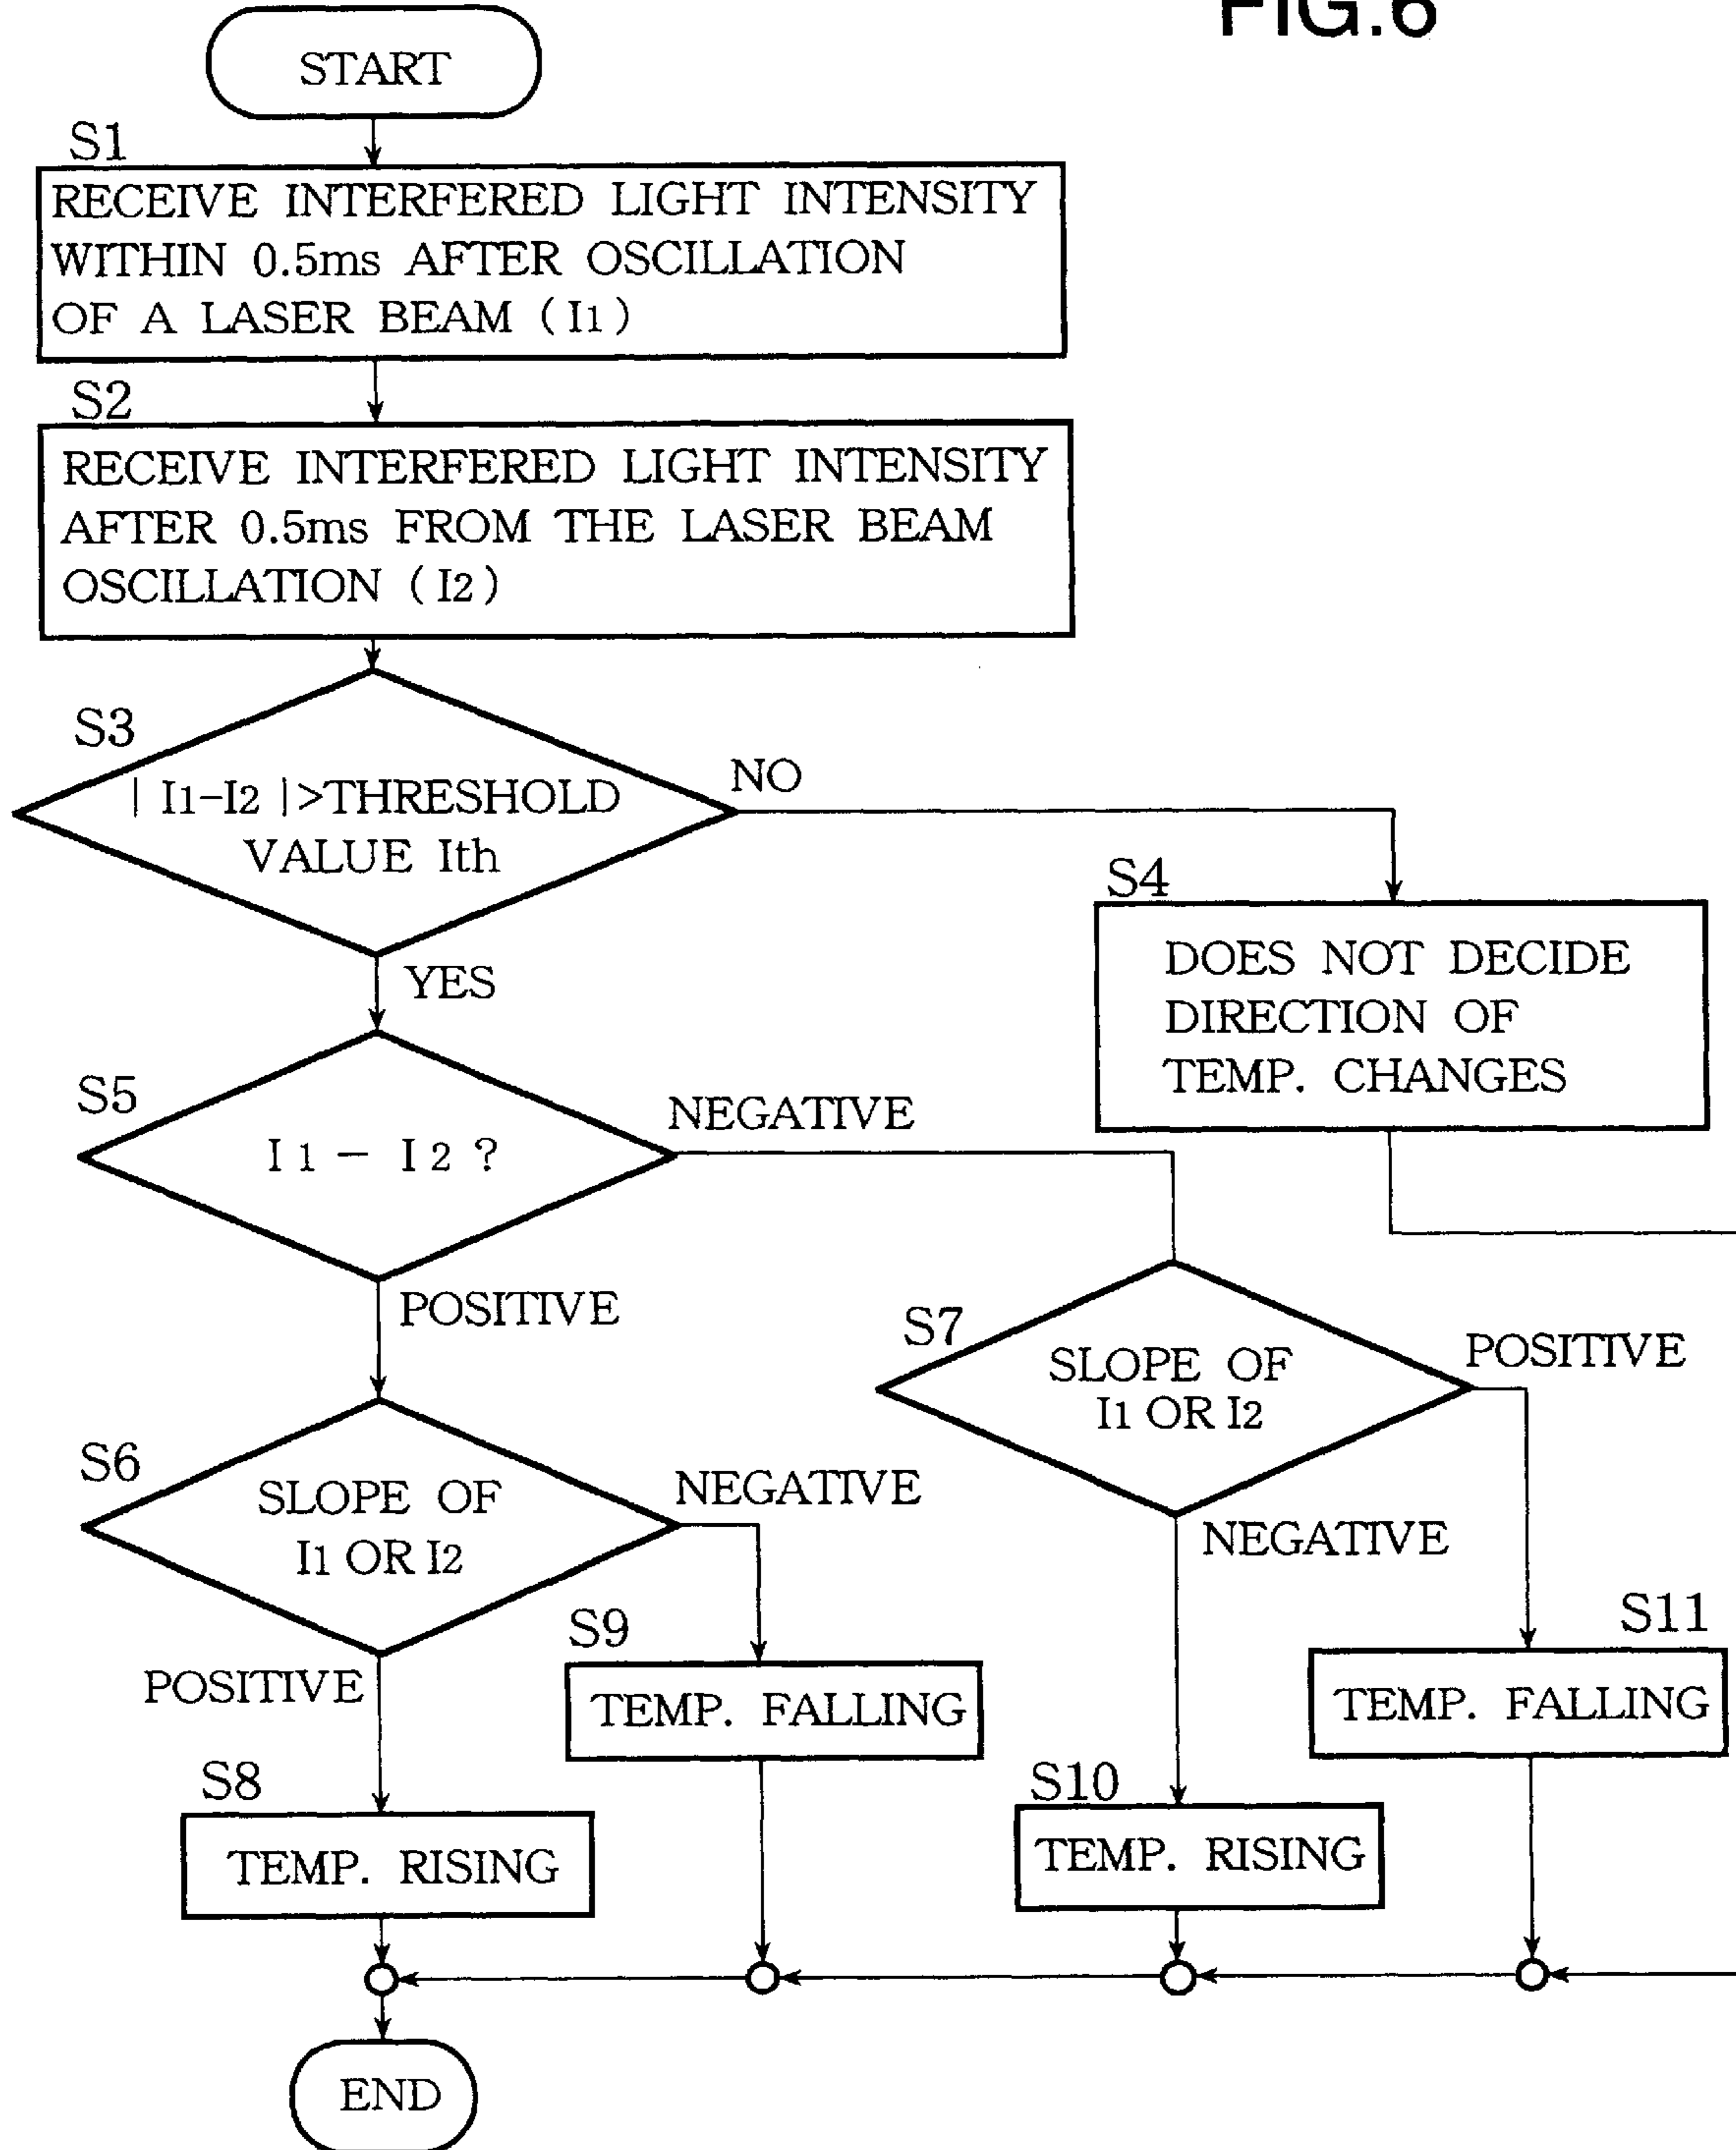 FIG.6
START
S1
RECEIVE INTERFERED LIGHT INTENSITY
WITHIN 0.5ms AFTER OSCILLATION
OF A LASER BEAM (I1)
S2
RECEIVE INTERFERED LIGHT INTENSITY
AFTER 0.5ms FROM THE LASER BEAM
OSCILLATION (I2)
S3
| I1-I2 |>THRESHOLD
VALUE Ith
NO
S4
DOES NOT DECIDE
DIRECTION OF
TEMP. CHANGES
YES
S5
I1 - I2 ?
NEGATIVE
POSITIVE
S7
SLOPE OF
I1 OR I2
POSITIVE
NEGATIVE
S6
SLOPE OF
I1 OR I2
NEGATIVE
POSITIVE
S9
TEMP. FALLING
S11
TEMP. FALLING
S8
TEMP. RISING
S10
TEMP. RISING
END